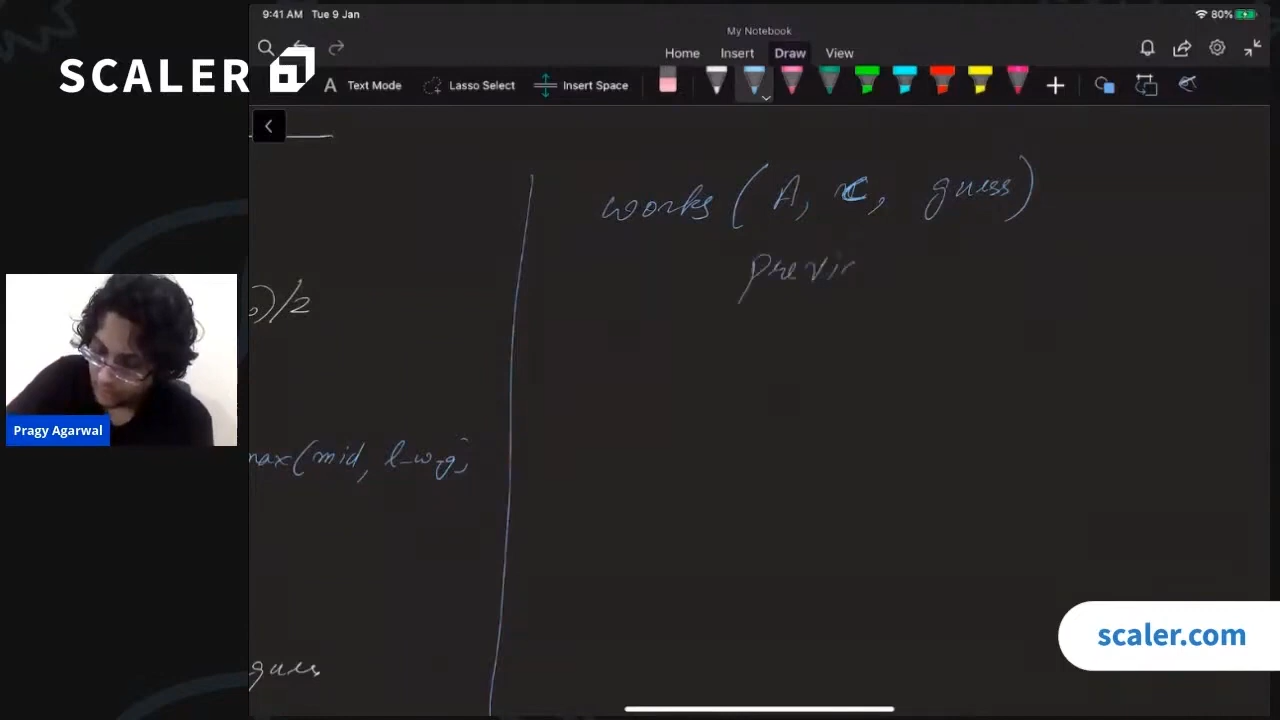 9:41 AM Tue 9 Jan
80%
My Notebook
Home Insert Draw View
SCALER
A Text Mode Lasso Select Insert Space
works (A, c, guess)
previ
)/2
max(mid, l-w-g)
guess
Pragy Agarwal
scaler.com